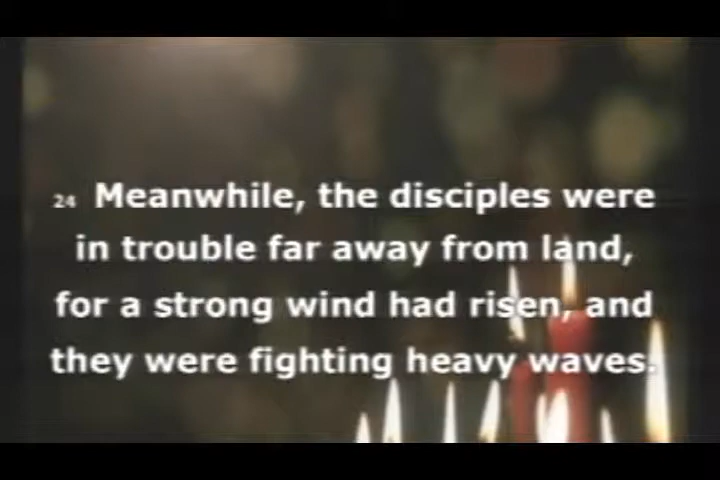 24 Meanwhile, the disciples were
in trouble far away from land,
for a strong wind had risen, and
they were fighting heavy waves.